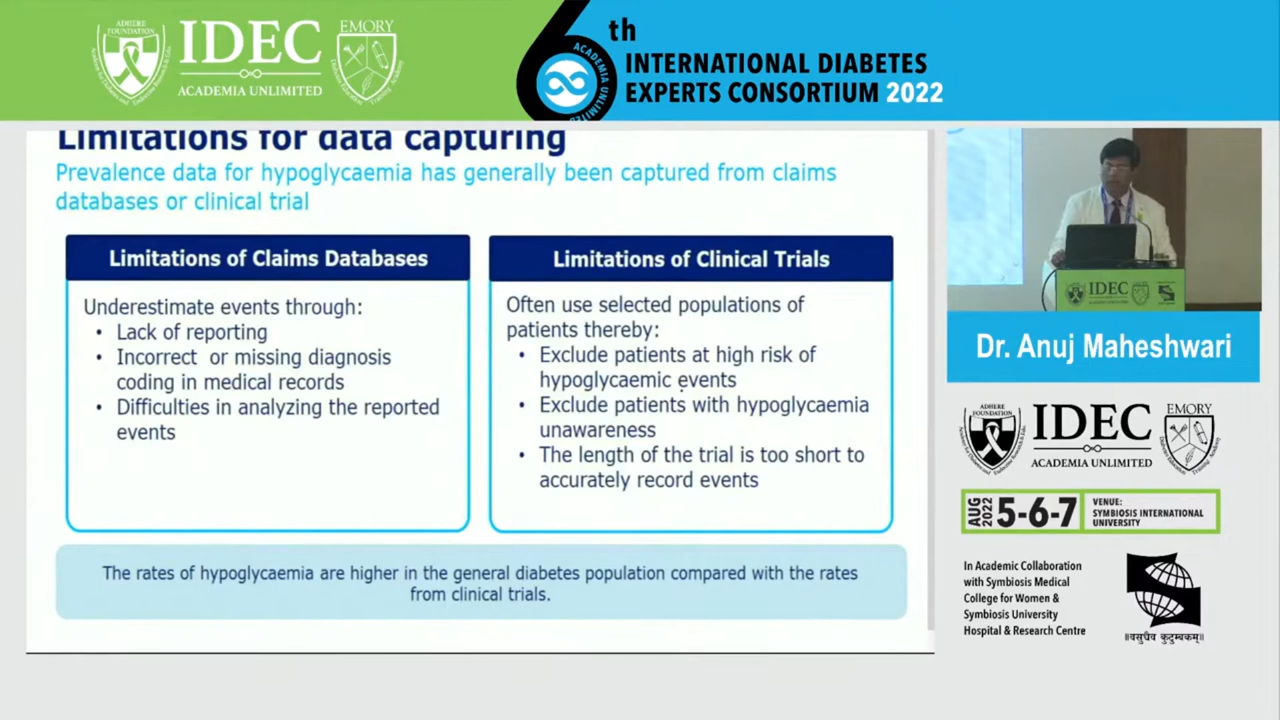 ADHERE
FOUNDATION
IDEC
ACADEMIA UNLIMITED
EMORY
6th
ACADEMIA UNLIMITED
INTERNATIONAL DIABETES
EXPERTS CONSORTIUM 2022
Limitations for data capturing
Prevalence data for hypoglycaemia has generally been captured from claims
databases or clinical trial
Limitations of Claims Databases
Underestimate events through:
• Lack of reporting
• Incorrect or missing diagnosis
coding in medical records
• Difficulties in analyzing the reported
events
Limitations of Clinical Trials
Often use selected populations of
patients thereby:
• Exclude patients at high risk of
hypoglycaemic events
• Exclude patients with hypoglycaemia
unawareness
• The length of the trial is too short to
accurately record events
The rates of hypoglycaemia are higher in the general diabetes population compared with the rates
from clinical trials.
IDEC
Dr. Anuj Maheshwari
ADHERE
FOUNDATION
IDEC
ACADEMIA UNLIMITED
EMORY
AUG
2022
5-6-7
VENUE:
SYMBIOSIS INTERNATIONAL
UNIVERSITY
In Academic Collaboration
with Symbiosis Medical
College for Women &
Symbiosis University
Hospital & Research Centre
॥वसुधैव कुटुम्बकम्॥